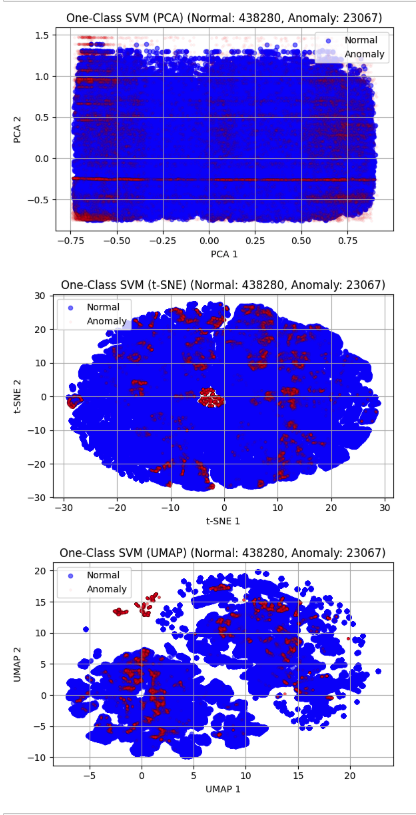 One-Class SVM (PCA) (Normal: 438280, Anomaly: 23067)
1.5
1.0
0.5
0.0
−0.5
PCA 2
Normal
Anomaly
−0.75 −0.50 −0.25 0.00 0.25 0.50 0.75
PCA 1
One-Class SVM (t-SNE) (Normal: 438280, Anomaly: 23067)
30
20
10
0
−10
−20
−30
t-SNE 2
Normal
Anomaly
−30 −20 −10 0 10 20 30
t-SNE 1
One-Class SVM (UMAP) (Normal: 438280, Anomaly: 23067)
20
15
10
5
0
−5
−10
UMAP 2
Normal
Anomaly
−5 0 5 10 15 20
UMAP 1